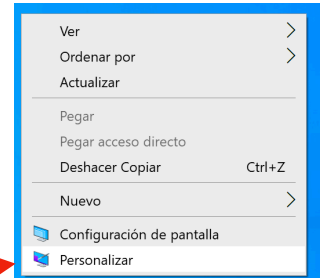 Ver
Ordenar por
Actualizar
Pegar
Pegar acceso directo
Deshacer Copiar Ctrl+Z
Nuevo
Configuración de pantalla
Personalizar